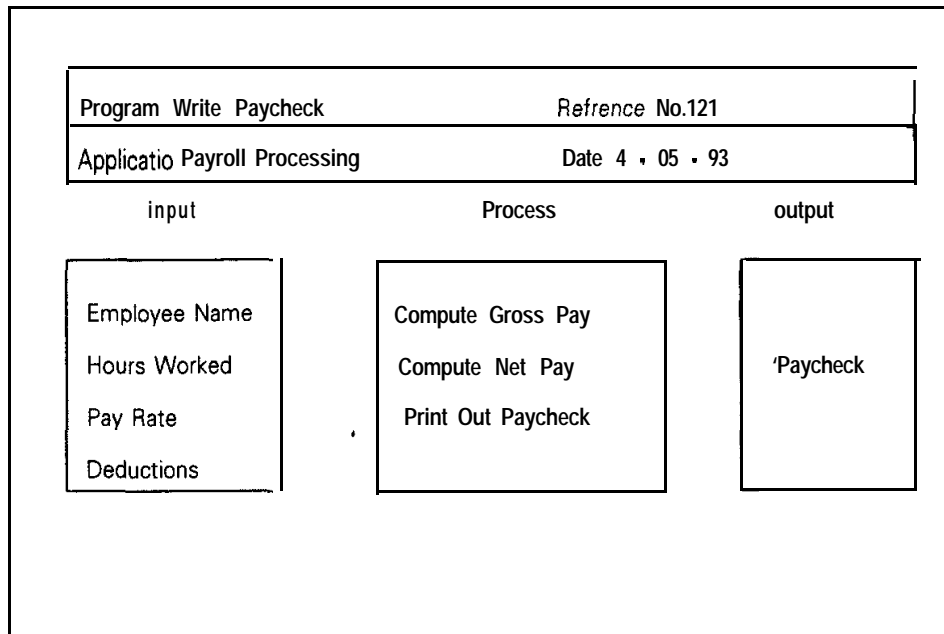 Program Write Paycheck Refrence No.121
Applicatio Payroll Processing Date 4 - 05 - 93
input Process output
Employee Name
Hours Worked
Pay Rate
Deductions
Compute Gross Pay
Compute Net Pay
Print Out Paycheck
'Paycheck